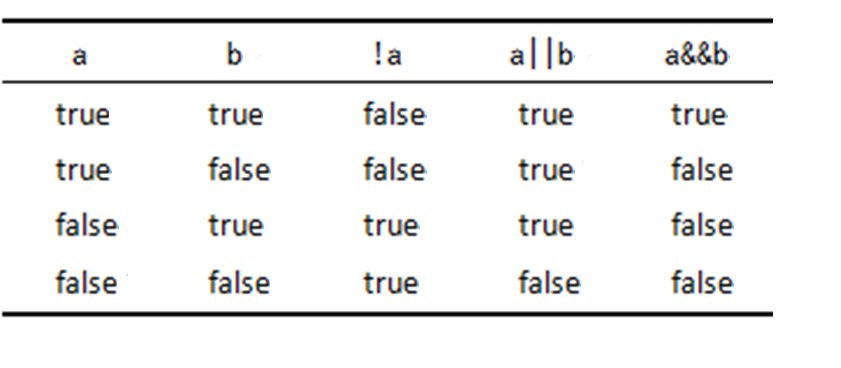 a b !a a||b a&&b
true true false true true
true false false true false
false true true true false
false false true false false